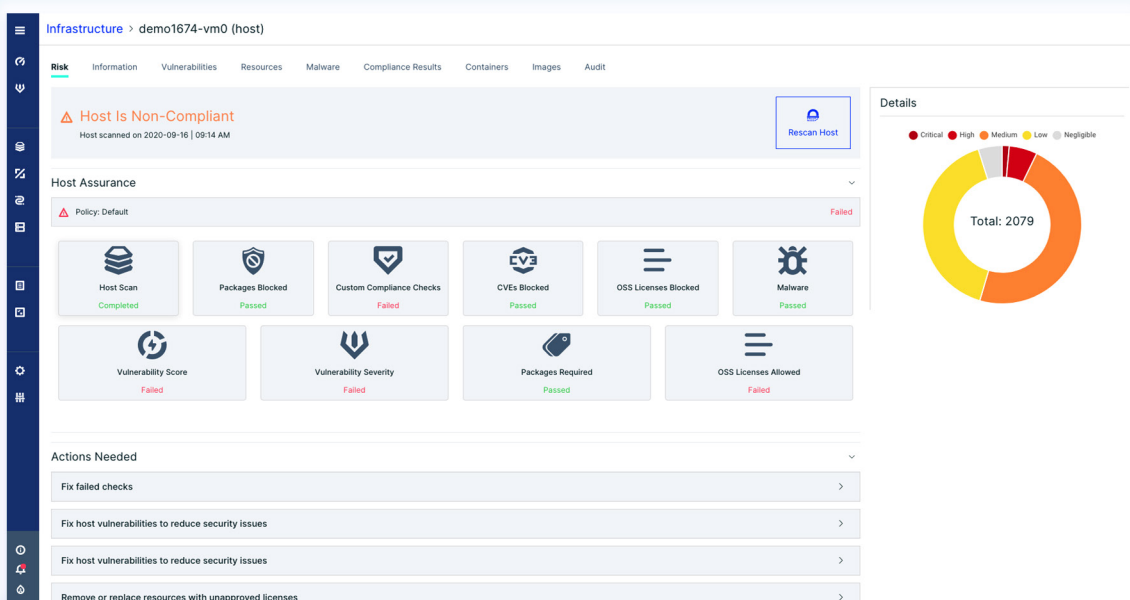 Infrastructure > demo1674-vm0 (host)
Risk Information Vulnerabilities Resources Malware Compliance Results Containers Images Audit
Host Is Non-Compliant
Host scanned on 2020-09-16 | 09:14 AM
Rescan Host
Details
Critical High Medium Low Negligible
Total: 2079
Host Assurance
Policy: Default Failed
Host Scan
Completed
Packages Blocked
Passed
Custom Compliance Checks
Failed
CVE
CVEs Blocked
Passed
OSS Licenses Blocked
Passed
Malware
Passed
Vulnerability Score
Failed
Vulnerability Severity
Failed
Packages Required
Passed
OSS Licenses Allowed
Failed
Actions Needed
Fix failed checks
Fix host vulnerabilities to reduce security issues
Fix host vulnerabilities to reduce security issues
Remove or replace resources with unapproved licenses